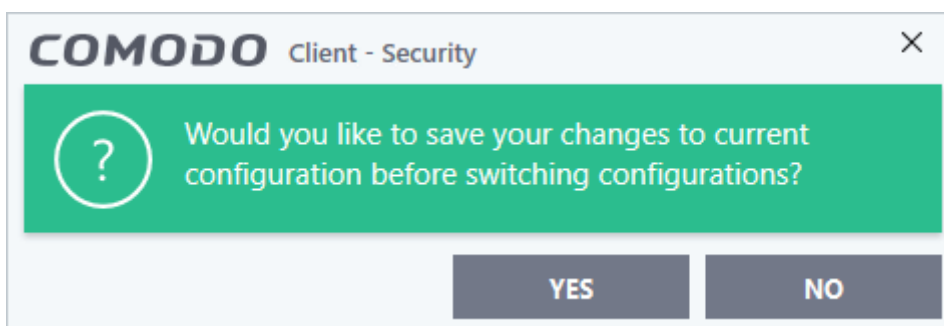 COMODO Client - Security
Would you like to save your changes to current
configuration before switching configurations?
YES NO